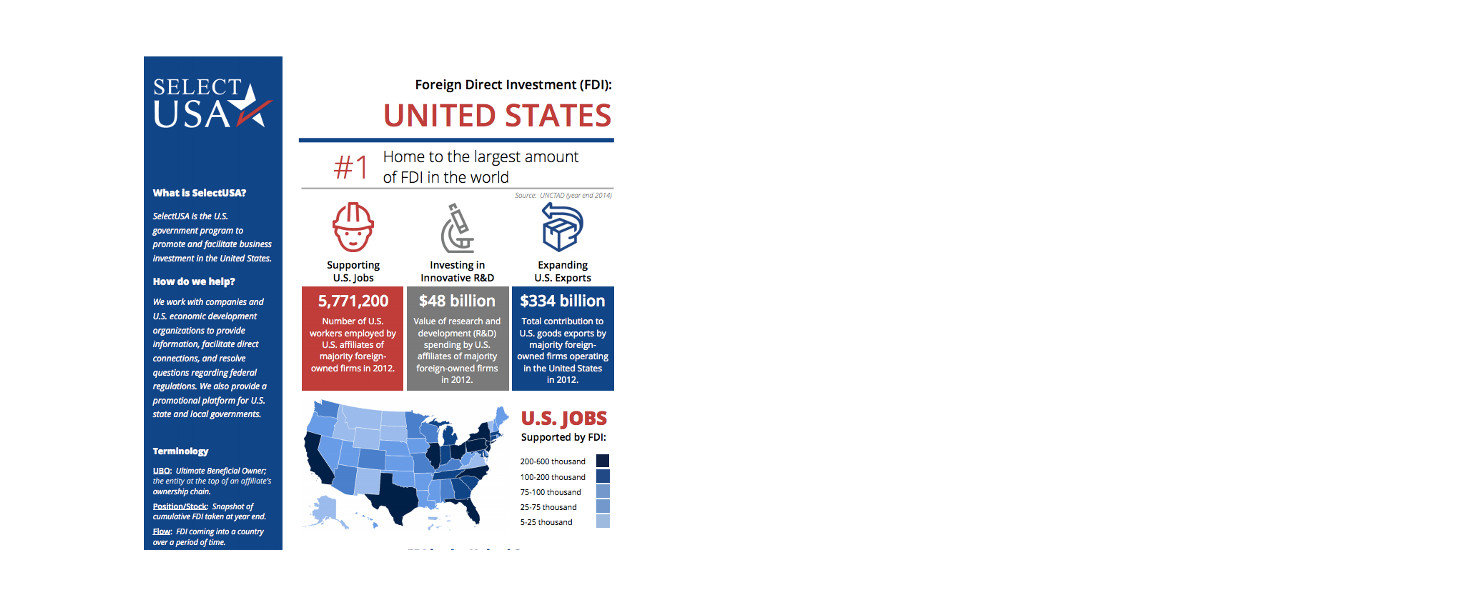 SELECT
USA
What is SelectUSA?
SelectUSA is the U.S.
government program to
promote and facilitate business
investment in the United States.
How do we help?
We work with companies and
U.S. economic development
organizations to provide
information, facilitate direct
connections, and resolve
questions regarding federal
regulations. We also provide a
promotional platform for U.S.
state and local governments.
Terminology
UBO: Ultimate Beneficial Owner;
the entity at the top of an affiliate's
ownership chain.
Position/Stock: Snapshot of
cumulative FDI taken at year end.
Flow: FDI coming into a country
over a period of time.
Foreign Direct Investment (FDI):
UNITED STATES
#1
Home to the largest amount
of FDI in the world
Source: UNCTAD (year end 2014)
Supporting
U.S. Jobs
5,771,200
Number of U.S.
workers employed by
U.S. affiliates of
majority foreign-
owned firms in 2012.
Investing in
Innovative R&D
$48 billion
Value of research and
development (R&D)
spending by U.S.
affiliates of majority
foreign-owned firms
in 2012.
Expanding
U.S. Exports
$334 billion
Total contribution to
U.S. goods exports by
majority foreign-
owned firms operating
in the United States
in 2012.
U.S. JOBS
Supported by FDI:
200-600 thousand
100-200 thousand
75-100 thousand
25-75 thousand
5-25 thousand